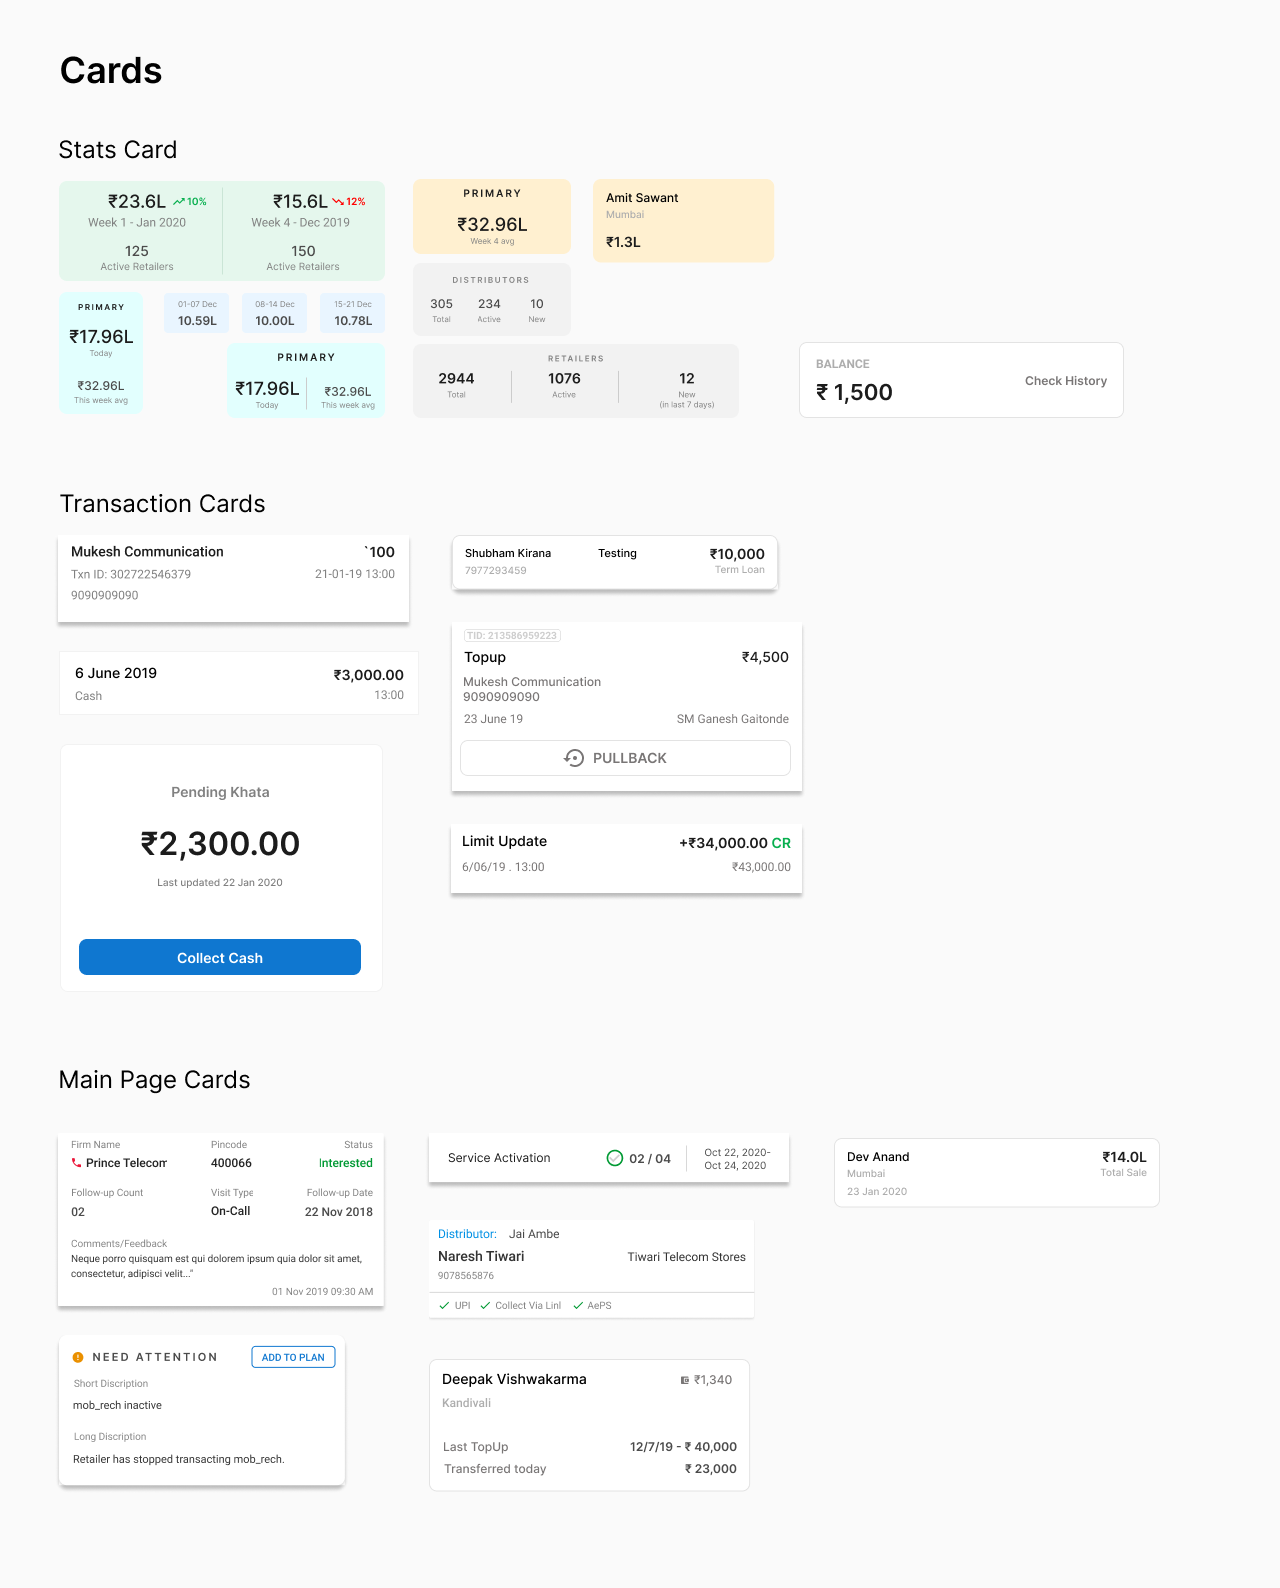 Cards
Stats Card
₹23.6L 10%
Week 1 - Jan 2020
125
Active Retailers
₹15.6L 12%
Week 4 - Dec 2019
150
Active Retailers
PRIMARY
₹32.96L
Week 4 avg
Amit Sawant
Mumbai
₹1.3L
DISTRIBUTORS
305 234 10
Total Active New
PRIMARY
₹17.96L
Today
₹32.96L
This week avg
01-07 Dec
10.59L
08-14 Dec
10.00L
15-21 Dec
10.78L
PRIMARY
₹17.96L ₹32.96L
Today This week avg
RETAILERS
2944 1076 12
Total Active New
(in last 7 days)
BALANCE
₹ 1,500
Check History
Transaction Cards
Mukesh Communication `100
Txn ID: 302722546379 21-01-19 13:00
9090909090
Shubham Kirana Testing ₹10,000
7977293459 Term Loan
6 June 2019 ₹3,000.00
Cash 13:00
TID: 213586959223
Topup ₹4,500
Mukesh Communication
9090909090
23 June 19 SM Ganesh Gaitonde
PULLBACK
Pending Khata
₹2,300.00
Last updated 22 Jan 2020
Collect Cash
Limit Update +₹34,000.00 CR
6/06/19 . 13:00 ₹43,000.00
Main Page Cards
Firm Name Pincode Status
Prince Telecom 400066 Interested
Follow-up Count Visit Type Follow-up Date
02 On-Call 22 Nov 2018
Comments/Feedback
Neque porro quisquam est qui dolorem ipsum quia dolor sit amet,
consectetur, adipisci velit..."
01 Nov 2019 09:30 AM
Service Activation 02 / 04 Oct 22, 2020-
Oct 24, 2020
Dev Anand ₹14.0L
Mumbai Total Sale
23 Jan 2020
Distributor: Jai Ambe
Naresh Tiwari Tiwari Telecom Stores
9078565876
UPI Collect Via Linl AePS
NEED ATTENTION ADD TO PLAN
Short Discription
mob_rech inactive
Long Discription
Retailer has stopped transacting mob_rech.
Deepak Vishwakarma ₹1,340
Kandivali
Last TopUp 12/7/19 - ₹ 40,000
Transferred today ₹ 23,000